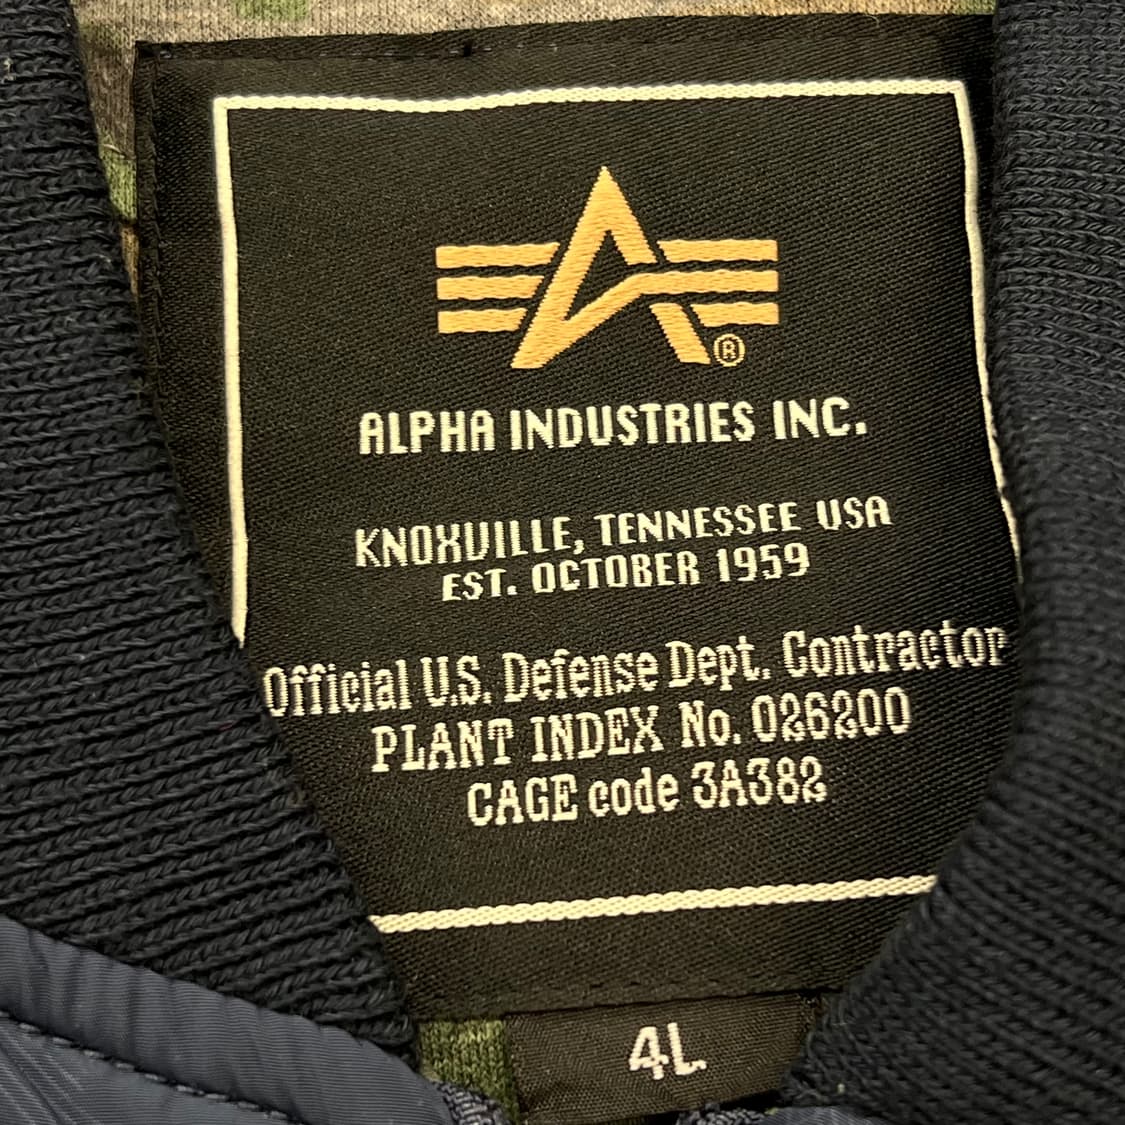 ®
ALPHA INDUSTRIES INC.
KNOXVILLE, TENNESSEE USA
EST. OCTOBER 1959
Official U.S. Defense Dept. Contractor
PLANT INDEX No. 026200
CAGE code 3A382
4L